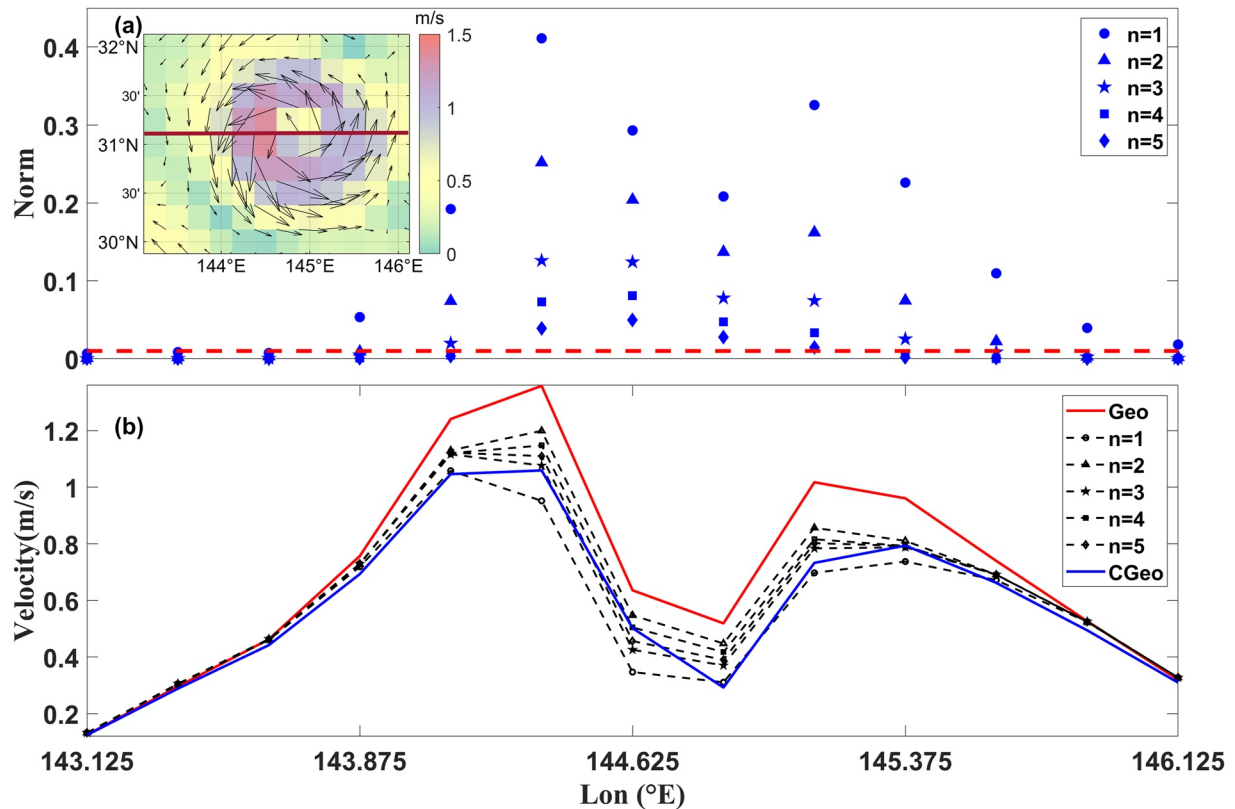 (a)
m/s
32°N
30'
31°N
30'
30°N
144°E 145°E 146°E
1.5
1
0.5
0
Norm
0.4
0.3
0.2
0.1
0
n=1
n=2
n=3
n=4
n=5
(b)
Velocity(m/s)
1.2
1
0.8
0.6
0.4
0.2
Geo
n=1
n=2
n=3
n=4
n=5
CGeo
143.125 143.875 144.625 145.375 146.125
Lon (°E)